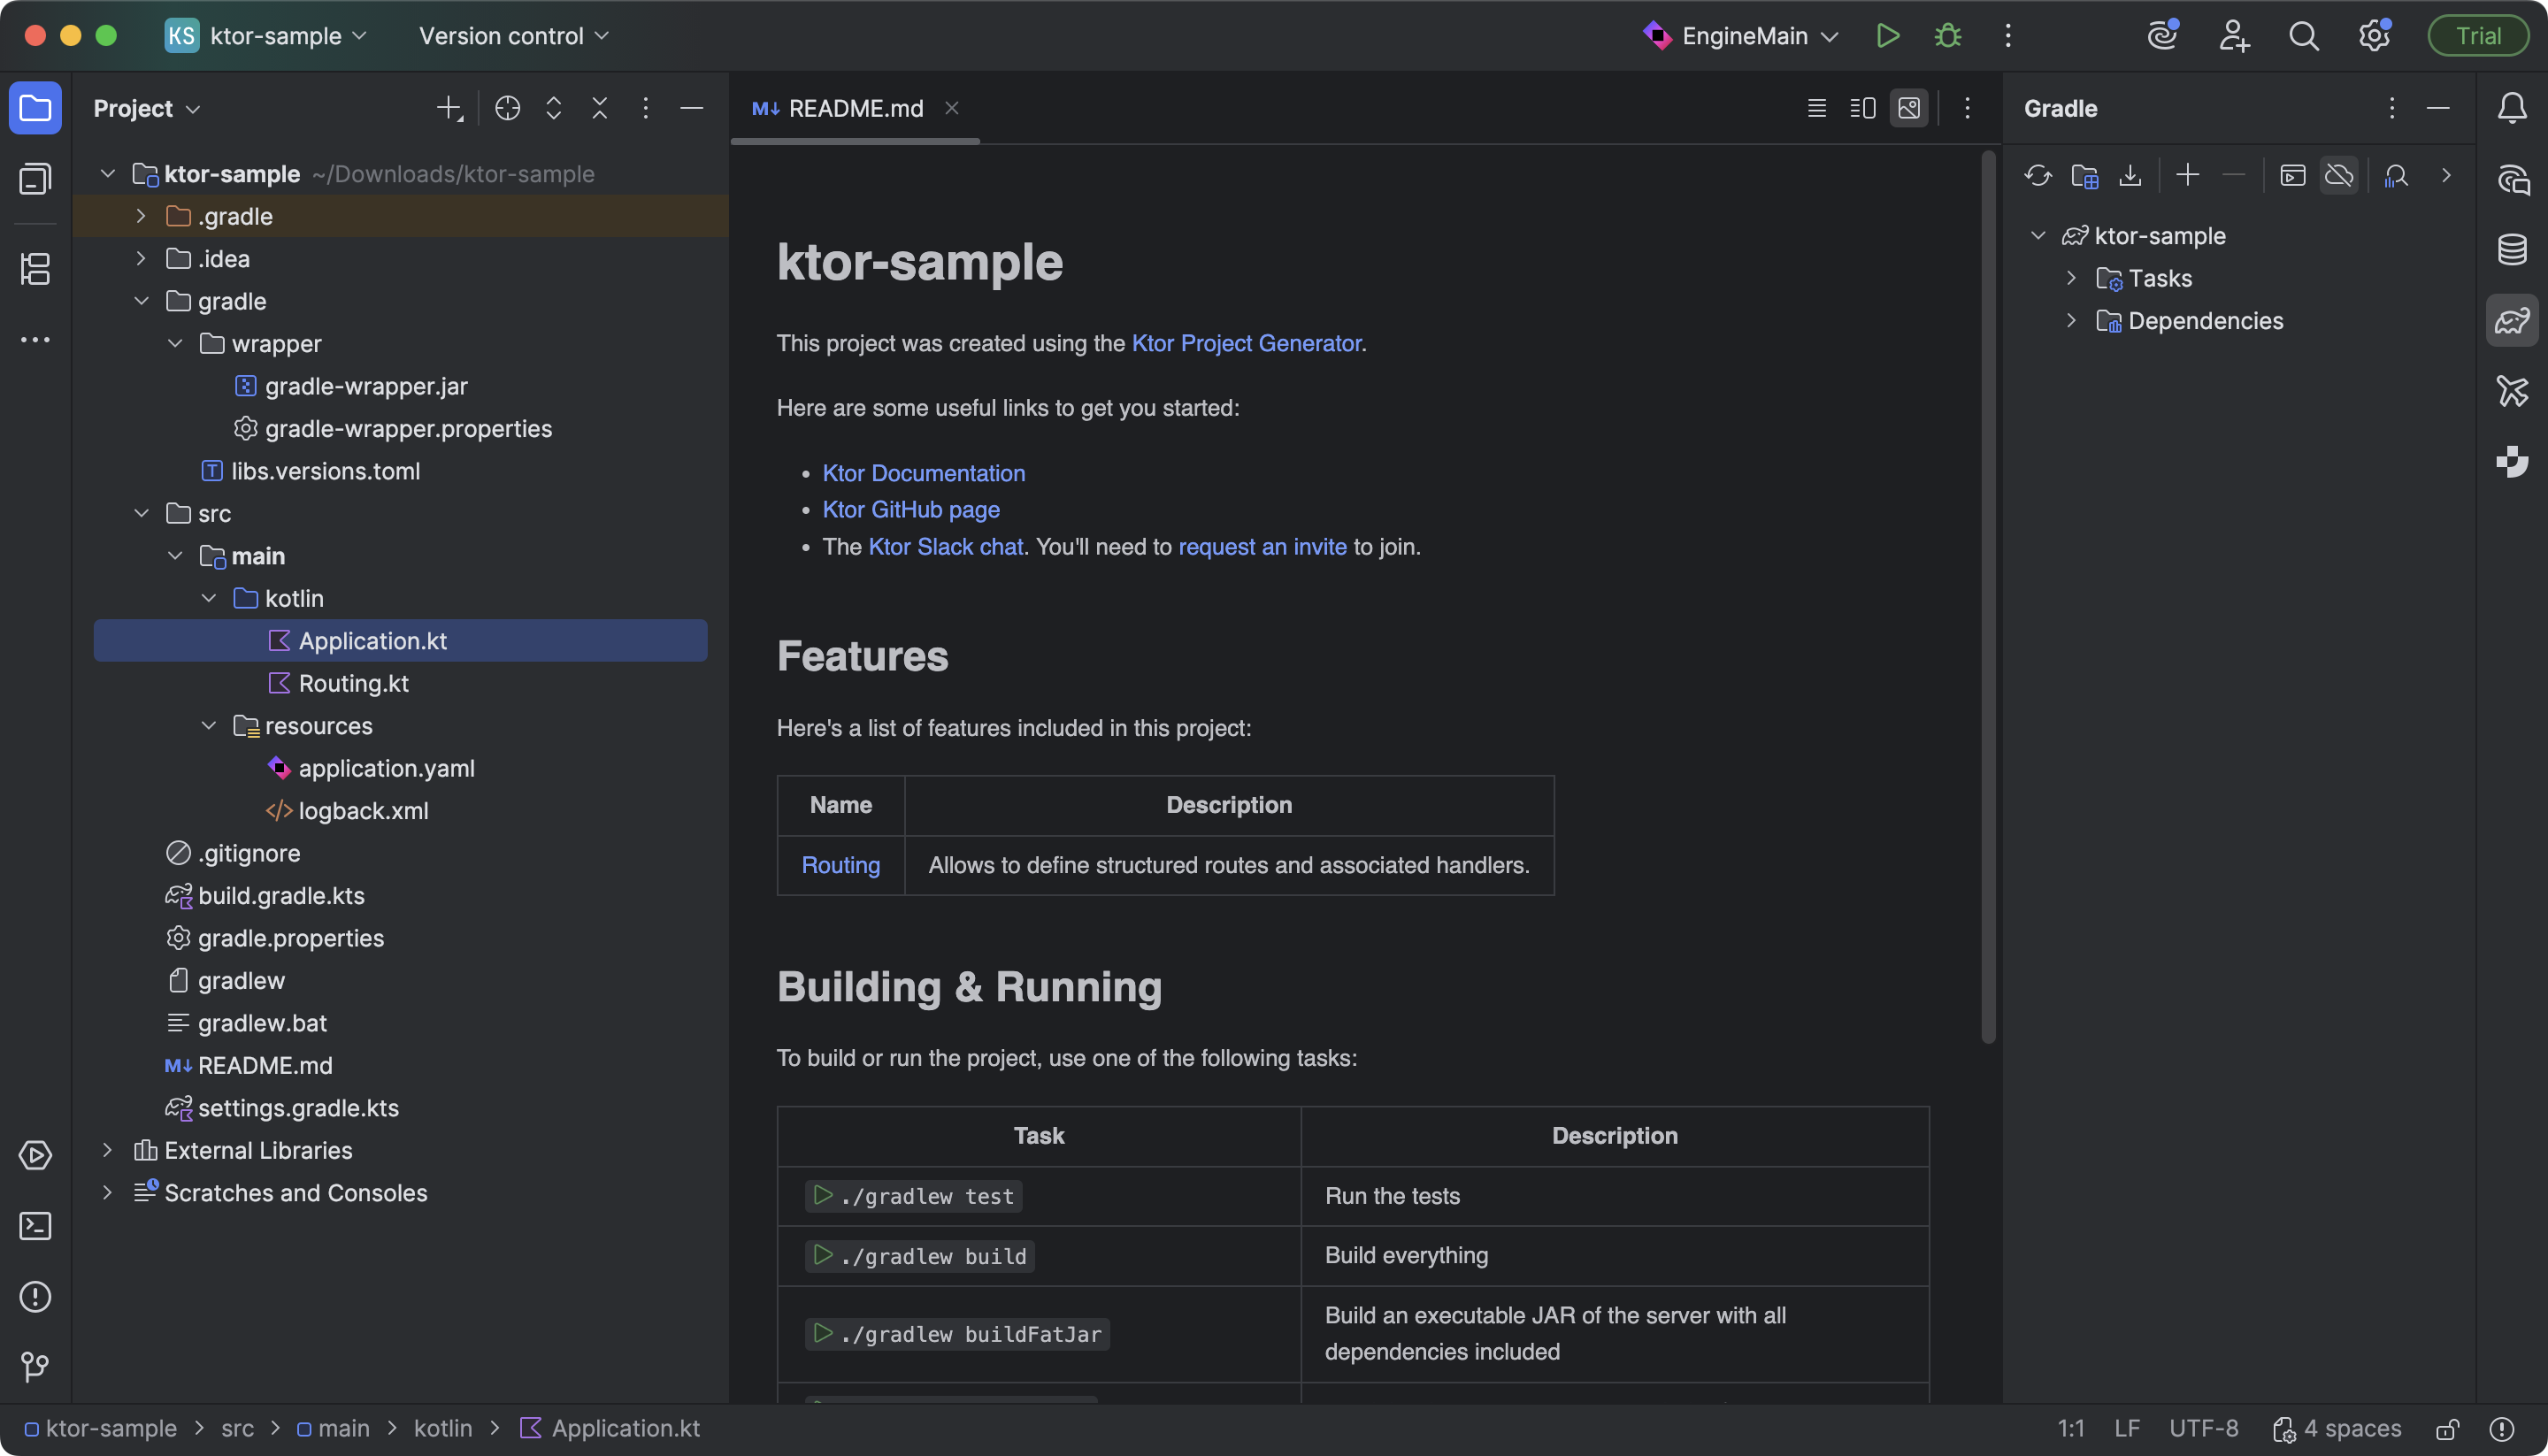 KS ktor-sample
Version control
EngineMain
Trial
Project
ktor-sample ~/Downloads/ktor-sample
.gradle
.idea
gradle
wrapper
gradle-wrapper.jar
gradle-wrapper.properties
T libs.versions.toml
src
main
kotlin
Application.kt
Routing.kt
resources
application.yaml
</> logback.xml
.gitignore
build.gradle.kts
gradle.properties
gradlew
gradlew.bat
M↓ README.md
settings.gradle.kts
External Libraries
Scratches and Consoles
M↓ README.md
ktor-sample
This project was created using the Ktor Project Generator.
Here are some useful links to get you started:
• Ktor Documentation
• Ktor GitHub page
• The Ktor Slack chat. You'll need to request an invite to join.
Features
Here's a list of features included in this project:
Name Description
Routing Allows to define structured routes and associated handlers.
Building & Running
To build or run the project, use one of the following tasks:
Task Description
./gradlew test Run the tests
./gradlew build Build everything
./gradlew buildFatJar Build an executable JAR of the server with all
dependencies included
Gradle
ktor-sample
Tasks
Dependencies
ktor-sample > src > main > kotlin > Application.kt
1:1 LF UTF-8 4 spaces